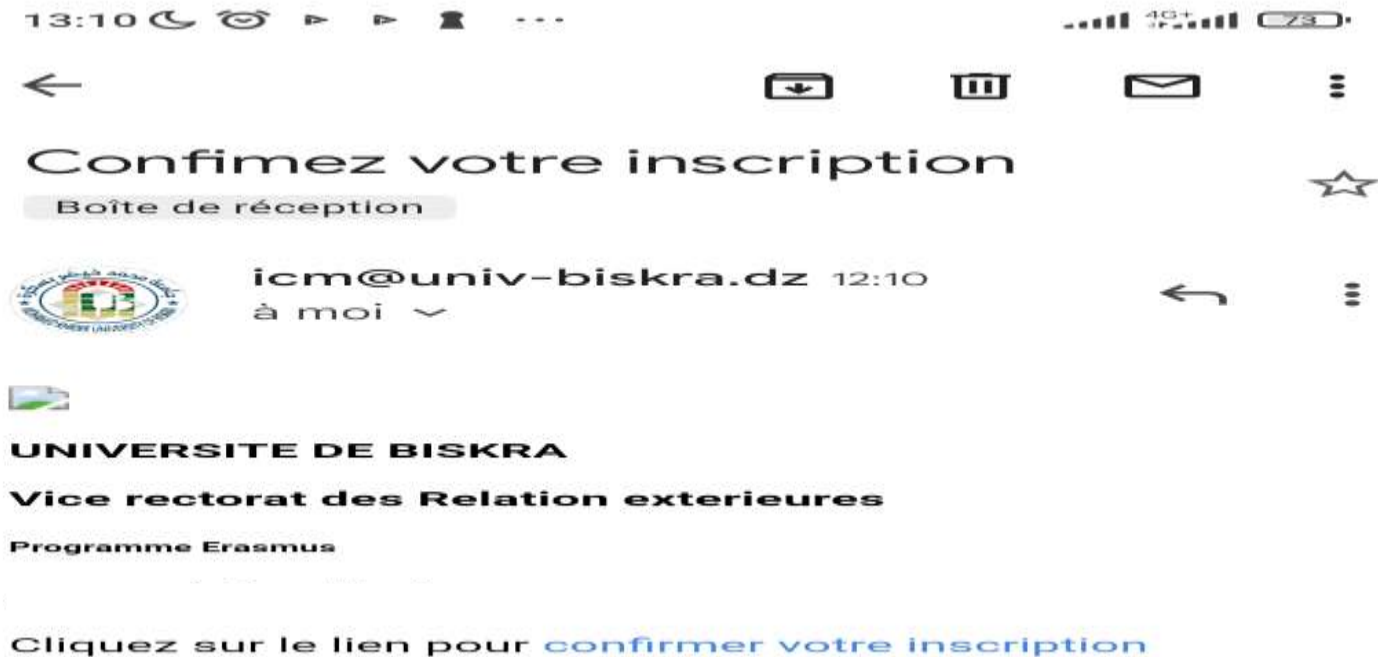 13:10 4G+ 73
Confimez votre inscription
Boîte de réception
icm@univ-biskra.dz 12:10
à moi
UNIVERSITE DE BISKRA
Vice rectorat des Relation exterieures
Programme Erasmus
Cliquez sur le lien pour confirmer votre inscription